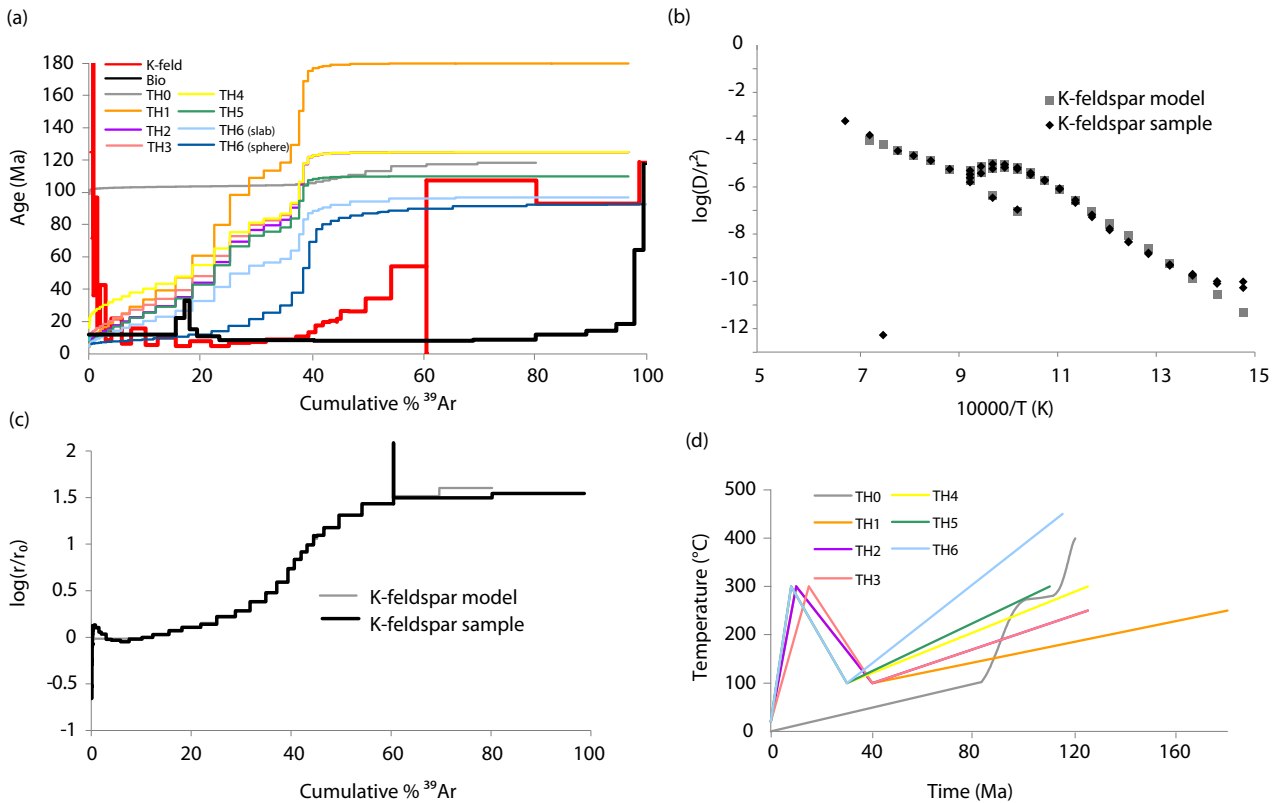 (a)
Age (Ma)
180
160
140
120
100
80
60
40
20
0
K-feld
Bio
TH0
TH1
TH2
TH3
TH4
TH5
TH6 (slab)
TH6 (sphere)
0 20 40 60 80 100
Cumulative % ³⁹Ar
(b)
log(D/r²)
0
-2
-4
-6
-8
-10
-12
K-feldspar model
K-feldspar sample
5 7 9 11 13 15
10000/T (K)
(c)
log(r/r₀)
2
1.5
1
0.5
0
-0.5
-1
K-feldspar model
K-feldspar sample
0 20 40 60 80 100
Cumulative % ³⁹Ar
(d)
Temperature (°C)
500
400
300
200
100
0
TH0
TH1
TH2
TH3
TH4
TH5
TH6
0 40 80 120 160
Time (Ma)